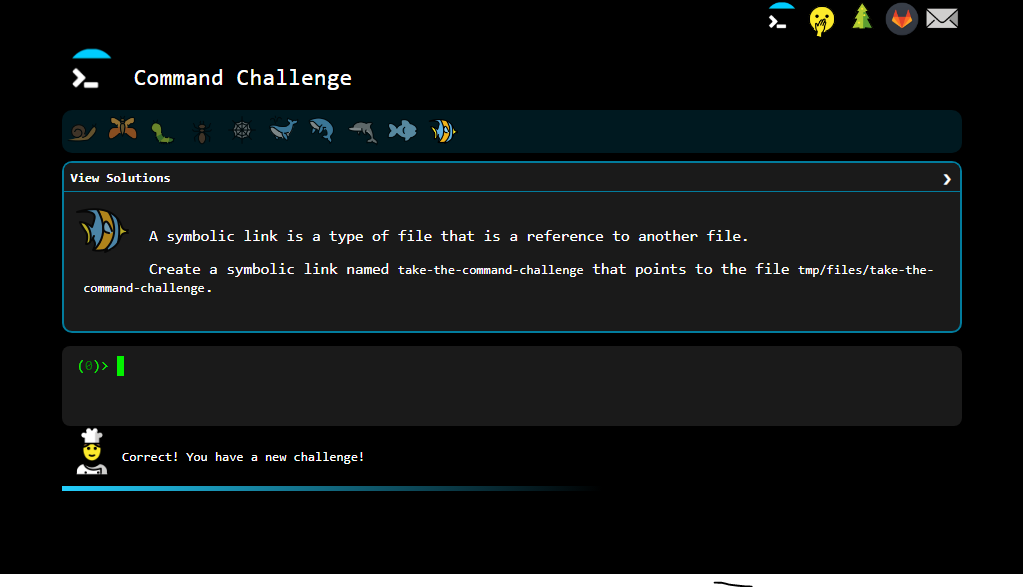 Command Challenge
View Solutions
A symbolic link is a type of file that is a reference to another file.
Create a symbolic link named take-the-command-challenge that points to the file tmp/files/take-the-
command-challenge.
(0)>
Correct! You have a new challenge!